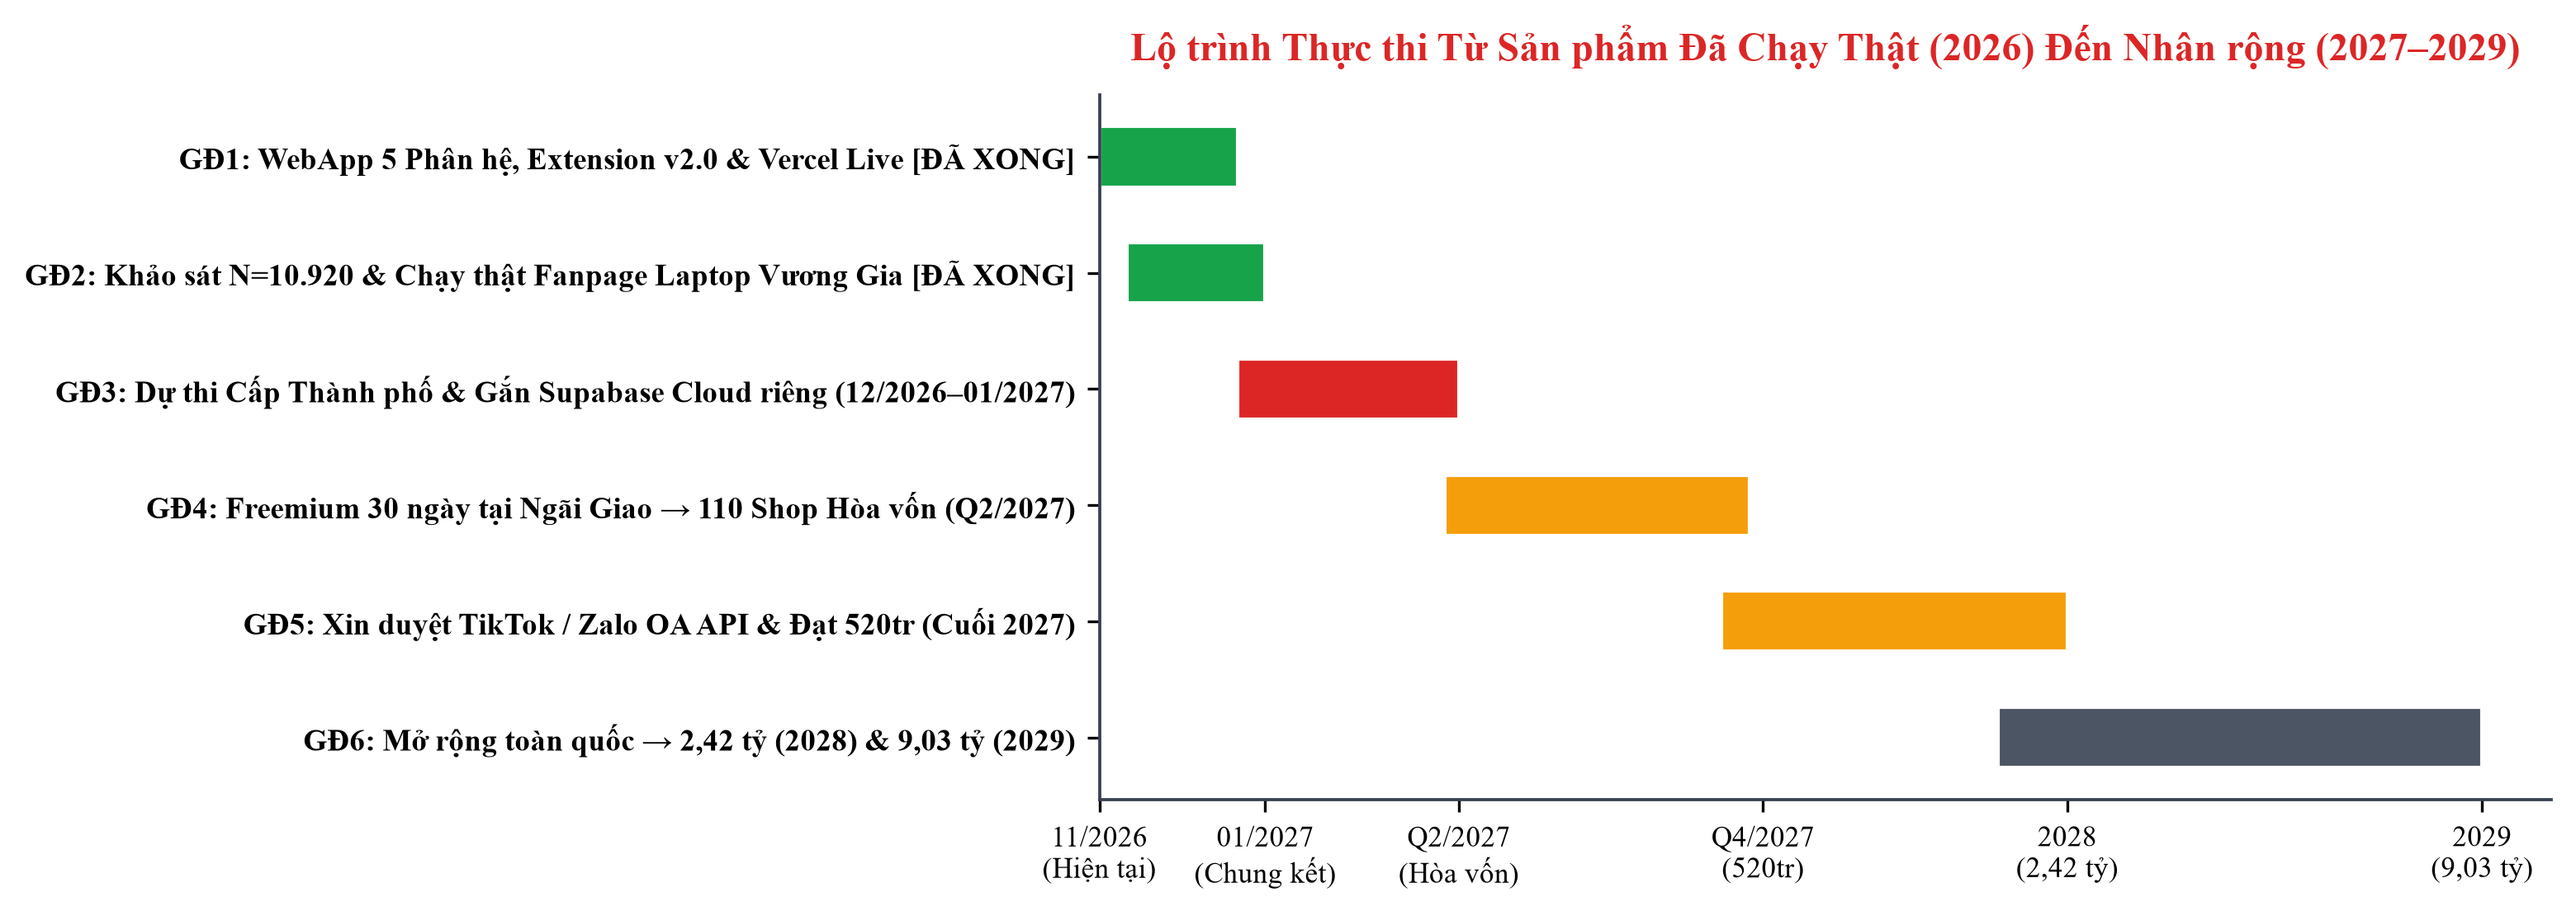 Lộ trình Thực thi Từ Sản phẩm Đã Chạy Thật (2026) Đến Nhân rộng (2027–2029)
GĐ1: WebApp 5 Phân hệ, Extension v2.0 & Vercel Live [ĐÃ XONG]
GĐ2: Khảo sát N=10.920 & Chạy thật Fanpage Laptop Vương Gia [ĐÃ XONG]
GĐ3: Dự thi Cấp Thành phố & Gắn Supabase Cloud riêng (12/2026–01/2027)
GĐ4: Freemium 30 ngày tại Ngãi Giao → 110 Shop Hòa vốn (Q2/2027)
GĐ5: Xin duyệt TikTok / Zalo OA API & Đạt 520tr (Cuối 2027)
GĐ6: Mở rộng toàn quốc → 2,42 tỷ (2028) & 9,03 tỷ (2029)
11/2026 01/2027 Q2/2027 Q4/2027 2028 2029
(Hiện tại) (Chung kết) (Hòa vốn) (520tr) (2,42 tỷ) (9,03 tỷ)